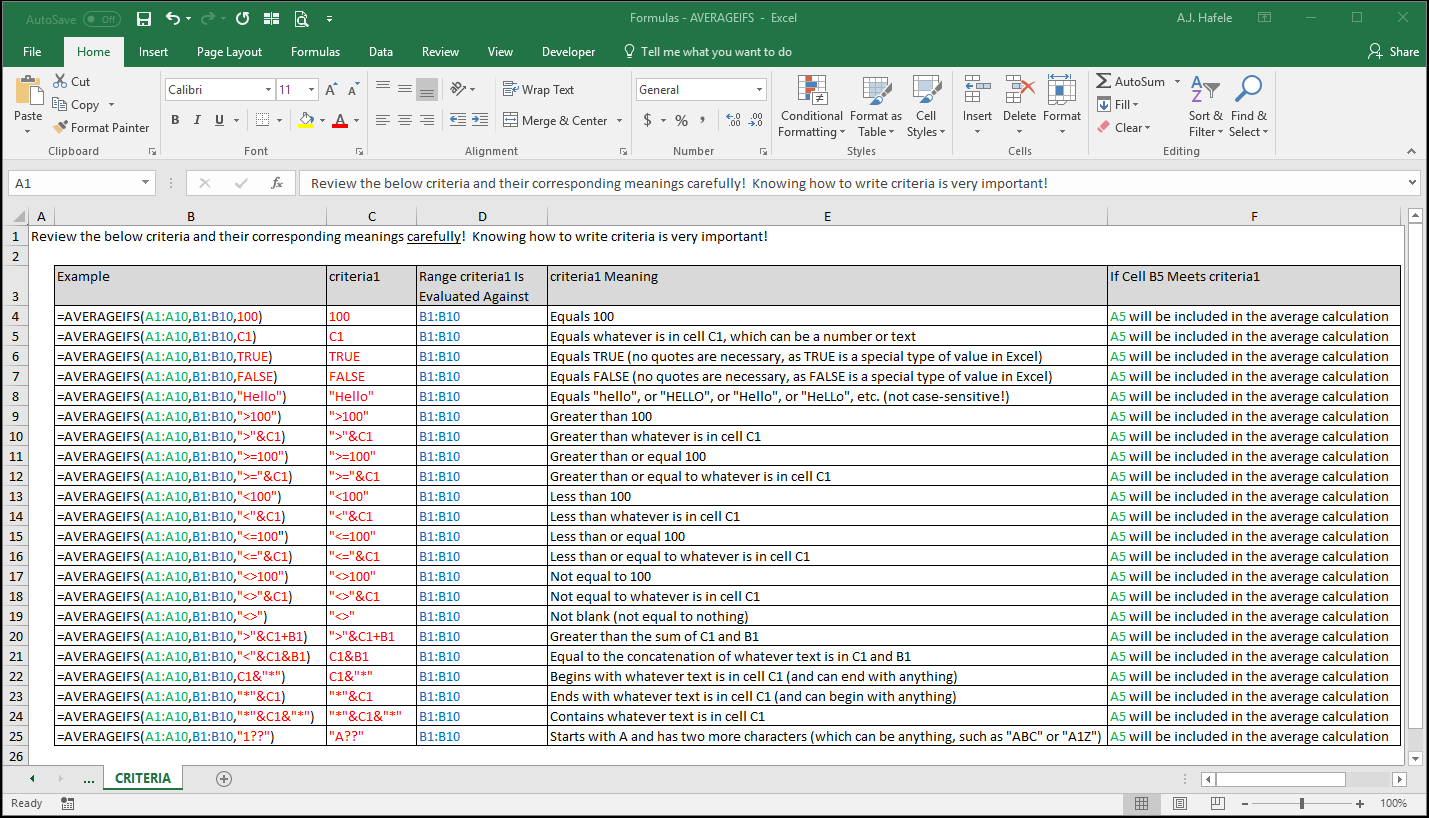 AutoSave Off Formulas - AVERAGEIFS - Excel A.J. Hafele
File Home Insert Page Layout Formulas Data Review View Developer Tell me what you want to do Share
Paste Cut Copy Format Painter Clipboard
Calibri 11 B I U A A A Font
Wrap Text Merge & Center Alignment
General $ % , .00 .0 Number
Conditional Formatting Format as Table Cell Styles Styles
Insert Delete Format Cells
AutoSum Fill Clear Sort & Filter Find & Select Editing
A1 fx Review the below criteria and their corresponding meanings carefully! Knowing how to write criteria is very important!
A B C D E F
1 Review the below criteria and their corresponding meanings carefully! Knowing how to write criteria is very important!
2
3 Example criteria1 Range criteria1 Is Evaluated Against criteria1 Meaning If Cell B5 Meets criteria1
4 =AVERAGEIFS(A1:A10,B1:B10,100) 100 B1:B10 Equals 100 A5 will be included in the average calculation
5 =AVERAGEIFS(A1:A10,B1:B10,C1) C1 B1:B10 Equals whatever is in cell C1, which can be a number or text A5 will be included in the average calculation
6 =AVERAGEIFS(A1:A10,B1:B10,TRUE) TRUE B1:B10 Equals TRUE (no quotes are necessary, as TRUE is a special type of value in Excel) A5 will be included in the average calculation
7 =AVERAGEIFS(A1:A10,B1:B10,FALSE) FALSE B1:B10 Equals FALSE (no quotes are necessary, as FALSE is a special type of value in Excel) A5 will be included in the average calculation
8 =AVERAGEIFS(A1:A10,B1:B10,"Hello") "Hello" B1:B10 Equals "hello", or "HELLO", or "Hello", or "HeLLo", etc. (not case-sensitive!) A5 will be included in the average calculation
9 =AVERAGEIFS(A1:A10,B1:B10,">100") ">100" B1:B10 Greater than 100 A5 will be included in the average calculation
10 =AVERAGEIFS(A1:A10,B1:B10,">"&C1) ">"&C1 B1:B10 Greater than whatever is in cell C1 A5 will be included in the average calculation
11 =AVERAGEIFS(A1:A10,B1:B10,">=100") ">=100" B1:B10 Greater than or equal 100 A5 will be included in the average calculation
12 =AVERAGEIFS(A1:A10,B1:B10,">="&C1) ">="&C1 B1:B10 Greater than or equal to whatever is in cell C1 A5 will be included in the average calculation
13 =AVERAGEIFS(A1:A10,B1:B10,"<100") "<100" B1:B10 Less than 100 A5 will be included in the average calculation
14 =AVERAGEIFS(A1:A10,B1:B10,"<"&C1) "<"&C1 B1:B10 Less than whatever is in cell C1 A5 will be included in the average calculation
15 =AVERAGEIFS(A1:A10,B1:B10,"<=100") "<=100" B1:B10 Less than or equal 100 A5 will be included in the average calculation
16 =AVERAGEIFS(A1:A10,B1:B10,"<="&C1) "<="&C1 B1:B10 Less than or equal to whatever is in cell C1 A5 will be included in the average calculation
17 =AVERAGEIFS(A1:A10,B1:B10,"<>100") "<>100" B1:B10 Not equal to 100 A5 will be included in the average calculation
18 =AVERAGEIFS(A1:A10,B1:B10,"<>"&C1) "<>"&C1 B1:B10 Not equal to whatever is in cell C1 A5 will be included in the average calculation
19 =AVERAGEIFS(A1:A10,B1:B10,"<>") "<>" B1:B10 Not blank (not equal to nothing) A5 will be included in the average calculation
20 =AVERAGEIFS(A1:A10,B1:B10,">"&C1+B1) ">"&C1+B1 B1:B10 Greater than the sum of C1 and B1 A5 will be included in the average calculation
21 =AVERAGEIFS(A1:A10,B1:B10,"<"&C1&B1) C1&B1 B1:B10 Equal to the concatenation of whatever text is in C1 and B1 A5 will be included in the average calculation
22 =AVERAGEIFS(A1:A10,B1:B10,C1&"*") C1&"*" B1:B10 Begins with whatever text is in cell C1 (and can end with anything) A5 will be included in the average calculation
23 =AVERAGEIFS(A1:A10,B1:B10,"*"&C1) "*"&C1 B1:B10 Ends with whatever text is in cell C1 (and can begin with anything) A5 will be included in the average calculation
24 =AVERAGEIFS(A1:A10,B1:B10,"*"&C1&"*") "*"&C1&"*" B1:B10 Contains whatever text is in cell C1 A5 will be included in the average calculation
25 =AVERAGEIFS(A1:A10,B1:B10,"1??") "A??" B1:B10 Starts with A and has two more characters (which can be anything, such as "ABC" or "A1Z") A5 will be included in the average calculation
26
... CRITERIA
Ready 100%